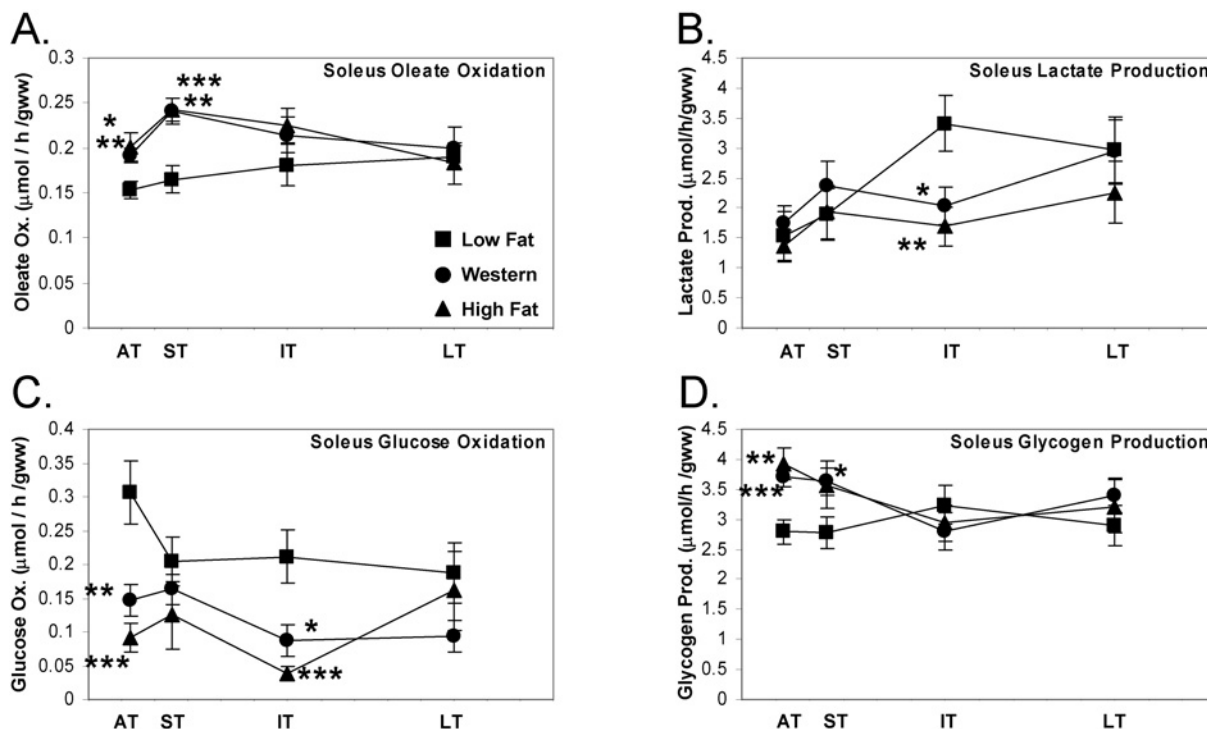 A.
Soleus Oleate Oxidation
Oleate Ox. (μmol / h /gww)
0.3
0.25
0.2
0.15
0.1
0.05
0
***
**
*
**
Low Fat
Western
High Fat
AT ST IT LT
B.
Soleus Lactate Production
Lactate Prod. (μmol/h/gww)
4.5
4
3.5
3
2.5
2
1.5
1
0.5
0
*
**
AT ST IT LT
C.
Soleus Glucose Oxidation
Glucose Ox. (μmol / h /gww)
0.4
0.35
0.3
0.25
0.2
0.15
0.1
0.05
0
**
*
***
***
AT ST IT LT
D.
Soleus Glycogen Production
Glycogen Prod. (μmol/h/gww)
4.5
4
3.5
3
2.5
2
1.5
1
0.5
0
**
*
***
AT ST IT LT